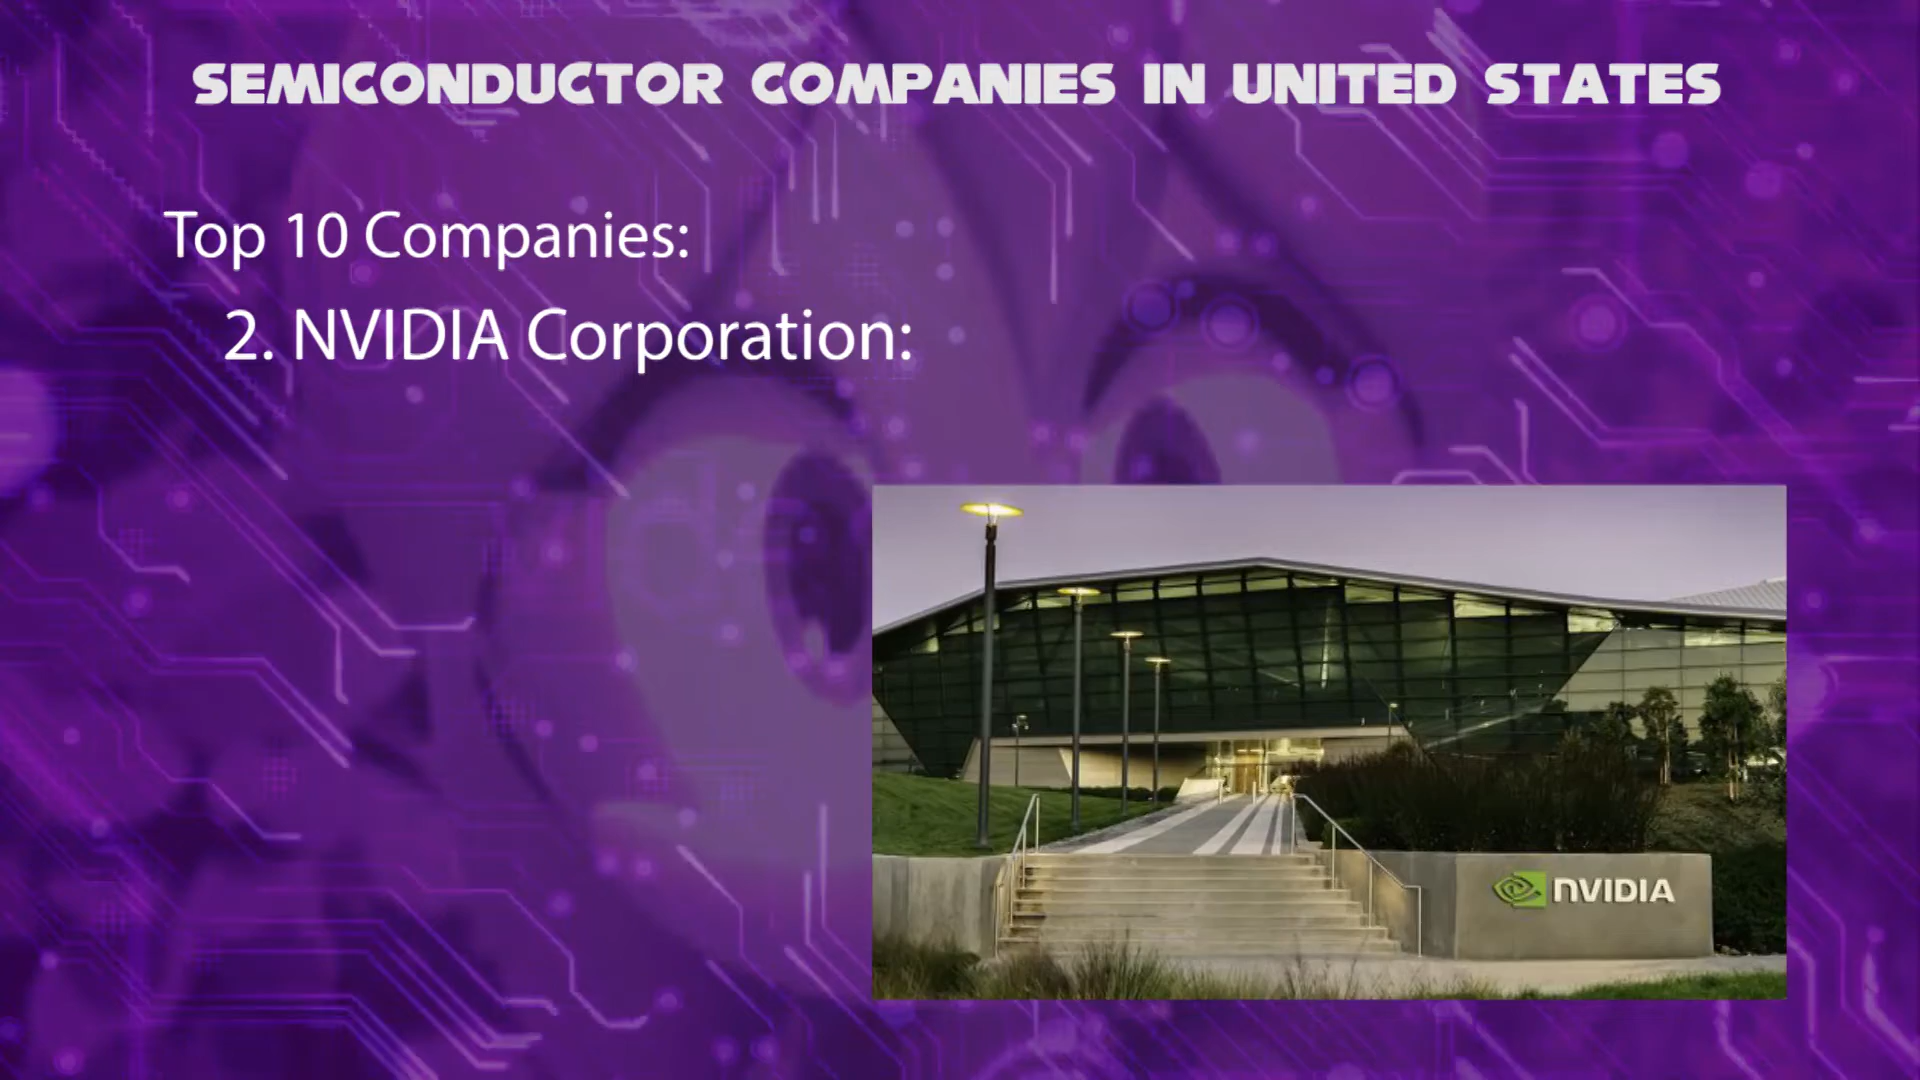 SEMICONDUCTOR COMPANIES IN UNITED STATES
Top 10 Companies:
2. NVIDIA Corporation:
NVIDIA